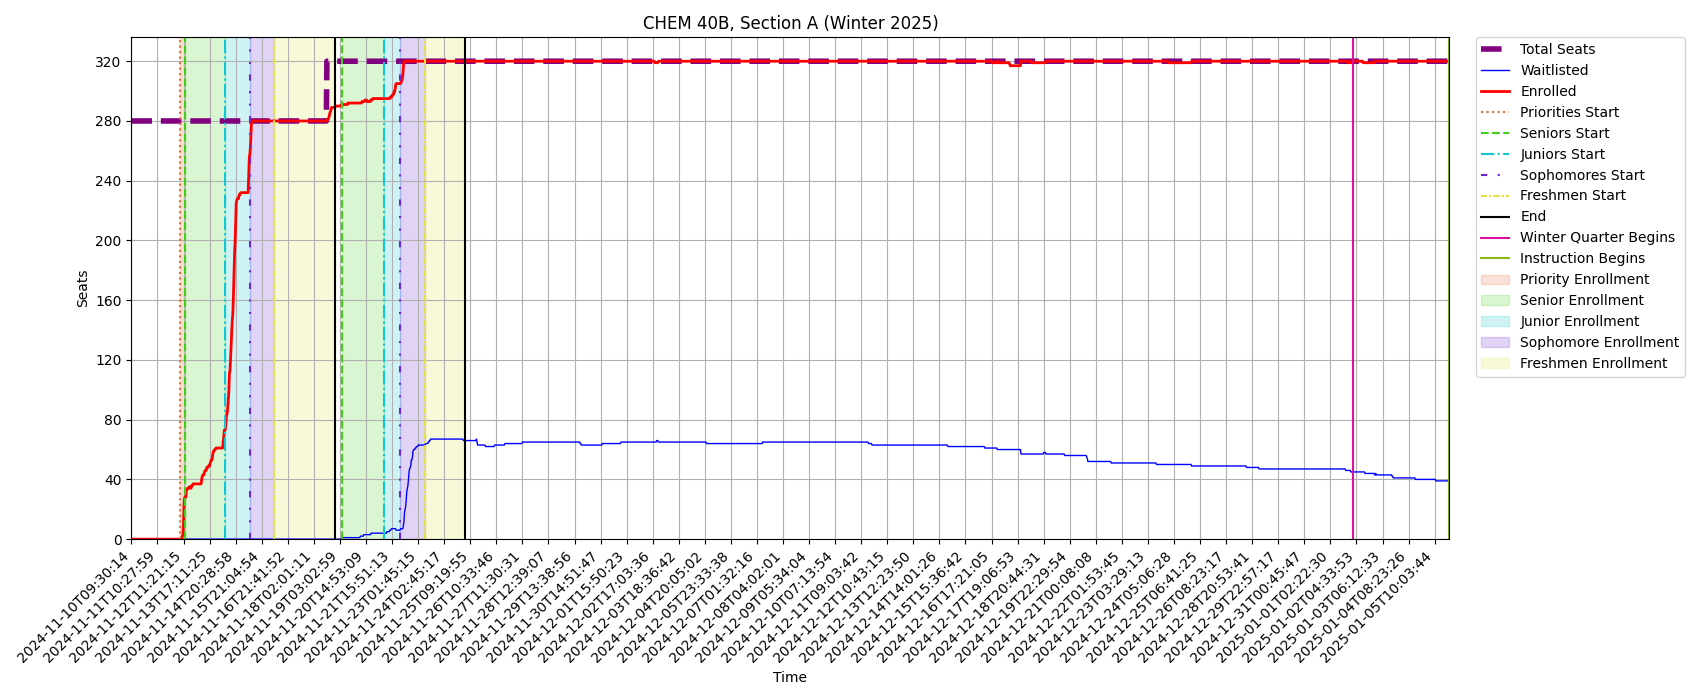 CHEM 40B, Section A (Winter 2025)
Seats
320
280
240
200
160
120
80
40
0
2024-11-10T09:30:14
2024-11-11T10:27:59
2024-11-12T11:21:15
2024-11-13T17:11:25
2024-11-14T20:28:58
2024-11-15T21:04:54
2024-11-16T21:41:52
2024-11-18T02:01:11
2024-11-19T03:02:59
2024-11-20T14:53:09
2024-11-21T15:51:13
2024-11-22T21:45:15
2024-11-24T02:45:17
2024-11-25T09:19:55
2024-11-26T10:33:46
2024-11-27T11:30:31
2024-11-28T12:39:07
2024-11-29T13:38:56
2024-11-30T14:51:47
2024-12-01T15:50:23
2024-12-02T17:03:36
2024-12-03T18:36:42
2024-12-04T20:05:02
2024-12-05T23:33:38
2024-12-07T01:32:16
2024-12-08T04:02:01
2024-12-09T05:34:04
2024-12-10T07:13:54
2024-12-11T09:03:42
2024-12-12T10:43:15
2024-12-13T12:23:50
2024-12-14T14:01:26
2024-12-15T15:36:42
2024-12-16T17:21:05
2024-12-17T19:06:53
2024-12-18T20:44:31
2024-12-19T22:29:54
2024-12-21T00:08:08
2024-12-22T01:53:45
2024-12-23T03:29:13
2024-12-24T05:06:28
2024-12-25T06:41:25
2024-12-26T08:23:17
2024-12-28T20:53:41
2024-12-29T22:57:17
2024-12-31T00:45:47
2025-01-01T02:22:30
2025-01-02T04:33:53
2025-01-03T06:12:33
2025-01-04T08:23:26
2025-01-05T10:03:44
Time
Total Seats
Waitlisted
Enrolled
Priorities Start
Seniors Start
Juniors Start
Sophomores Start
Freshmen Start
End
Winter Quarter Begins
Instruction Begins
Priority Enrollment
Senior Enrollment
Junior Enrollment
Sophomore Enrollment
Freshmen Enrollment